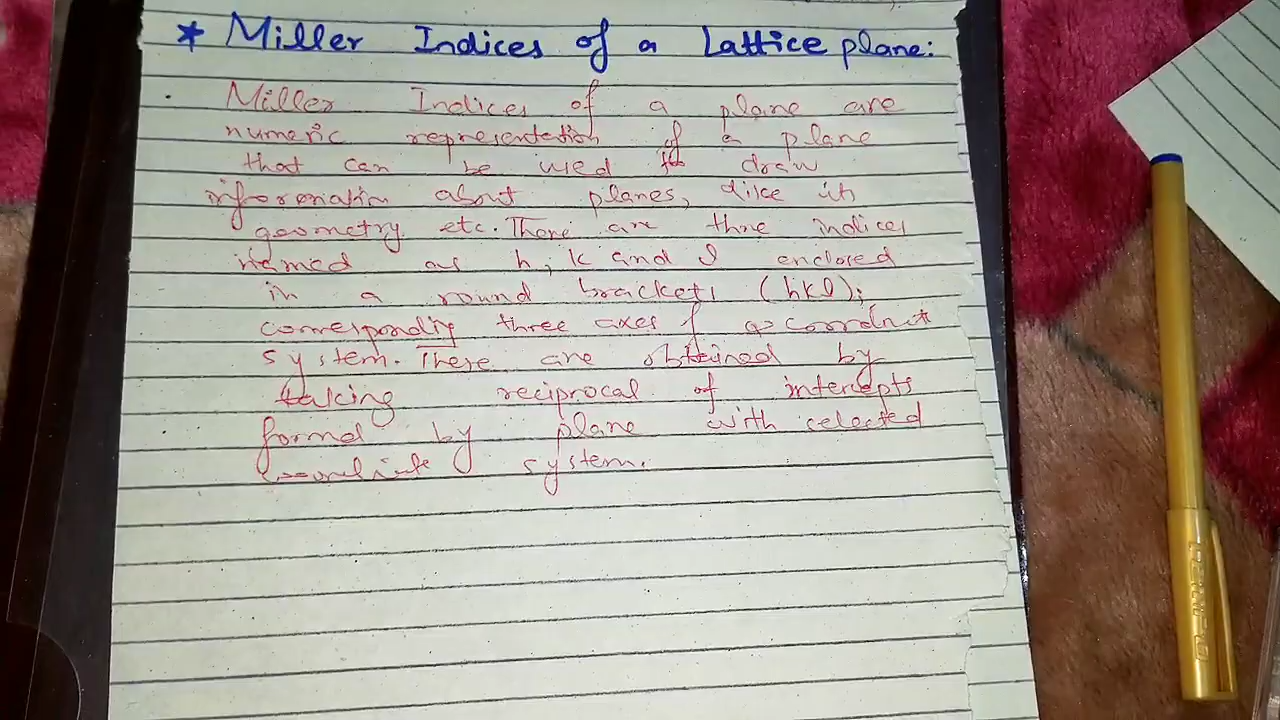 * Miller Indices of a Lattice plane:
Miller Indices of a plane are
numeric representation of a plane
that can be used to draw
information about planes, like its
geometry etc. There are three indices
named as h, k and l enclosed
in a round brackets (hkl);
corresponding three axes of coordinate
system. These are obtained by
taking reciprocal of intercepts
formed by plane with selected
coordinate system.